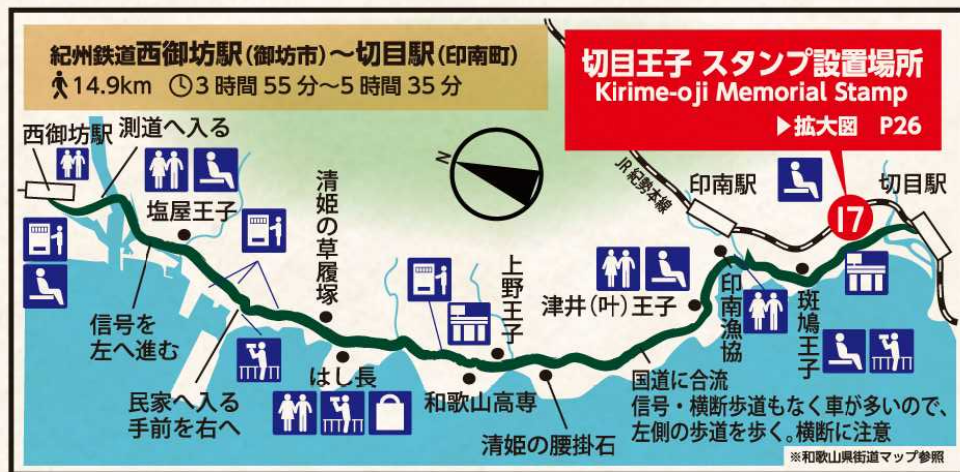 紀州鉄道西御坊駅(御坊市)～切目駅(印南町)
14.9km 3時間55分～5時間35分
切目王子 スタンプ設置場所
Kirime-oji Memorial Stamp
▶拡大図 P26
西御坊駅
測道へ入る
塩屋王子
清姫の草履塚
N
JR紀勢本線
印南駅
17
切目駅
上野王子
津井(叶)王子
印南漁協
斑鳩王子
信号を
左へ進む
民家へ入る
手前を右へ
はし長
和歌山高専
清姫の腰掛石
国道に合流
信号・横断歩道もなく車が多いので、
左側の歩道を歩く。横断に注意
※和歌山県街道マップ参照